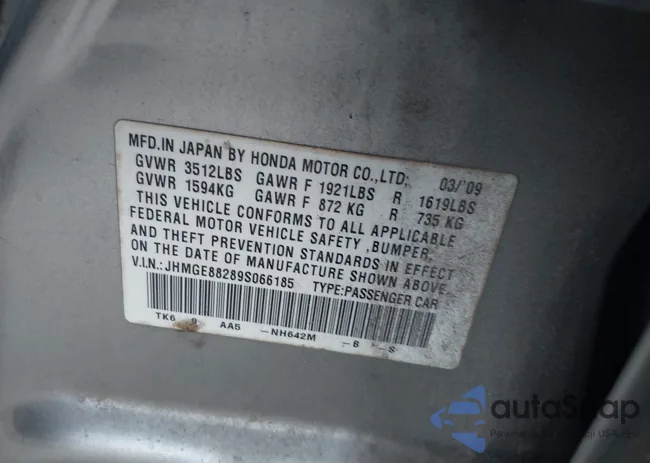 MFD.IN JAPAN BY HONDA MOTOR CO.,LTD. 03/'09
GVWR 3512LBS GAWR F 1921LBS R 1619LBS
GVWR 1594KG GAWR F 872 KG R 735 KG
THIS VEHICLE CONFORMS TO ALL APPLICABLE
FEDERAL MOTOR VEHICLE SAFETY ,BUMPER,
AND THEFT PREVENTION STANDARDS IN EFFECT
ON THE DATE OF MANUFACTURE SHOWN ABOVE.
V.I.N.:JHMGE88289S066185 TYPE:PASSENGER CAR
TK6 9 AA5 -NH642M -B -S
autoSnap